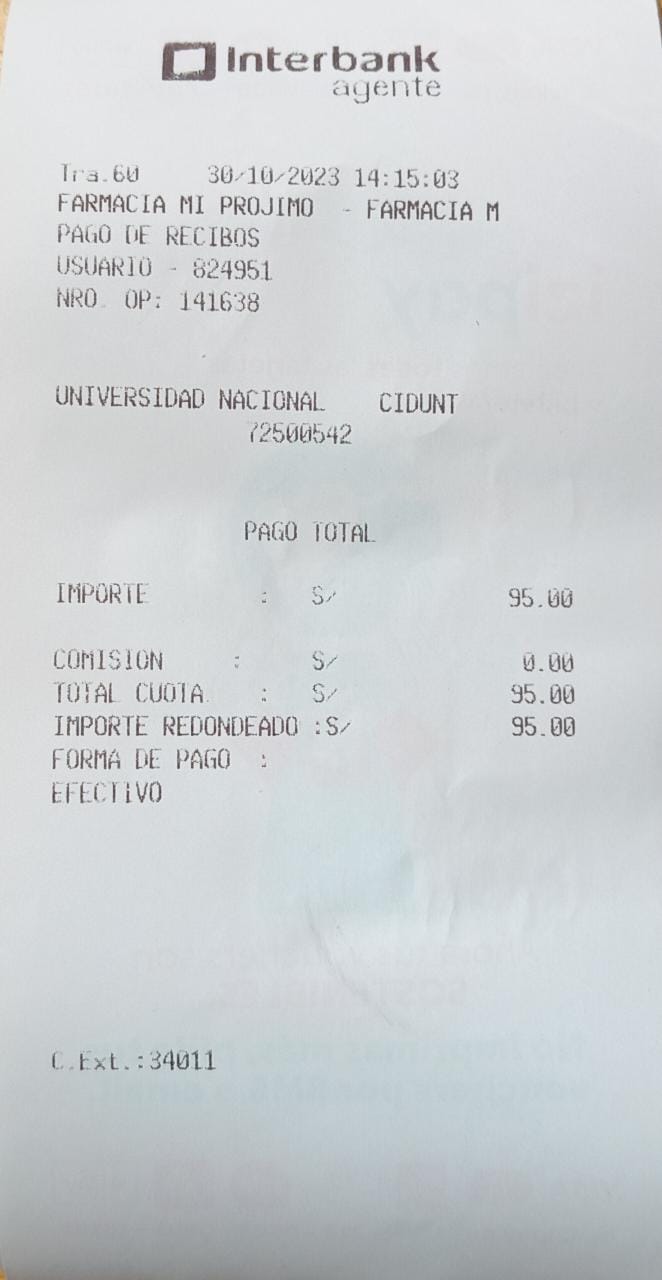 Interbank
agente
Tra.60 30/10/2023 14:15:03
FARMACIA MI PROJIMO - FARMACIA M
PAGO DE RECIBOS
USUARIO - 824951
NRO. OP: 141638
UNIVERSIDAD NACIONAL CIDUNT
72500542
PAGO TOTAL
IMPORTE : S/ 95.00
COMISION : S/ 0.00
TOTAL CUOTA : S/ 95.00
IMPORTE REDONDEADO :S/ 95.00
FORMA DE PAGO :
EFECTIVO
C.Ext.:34011